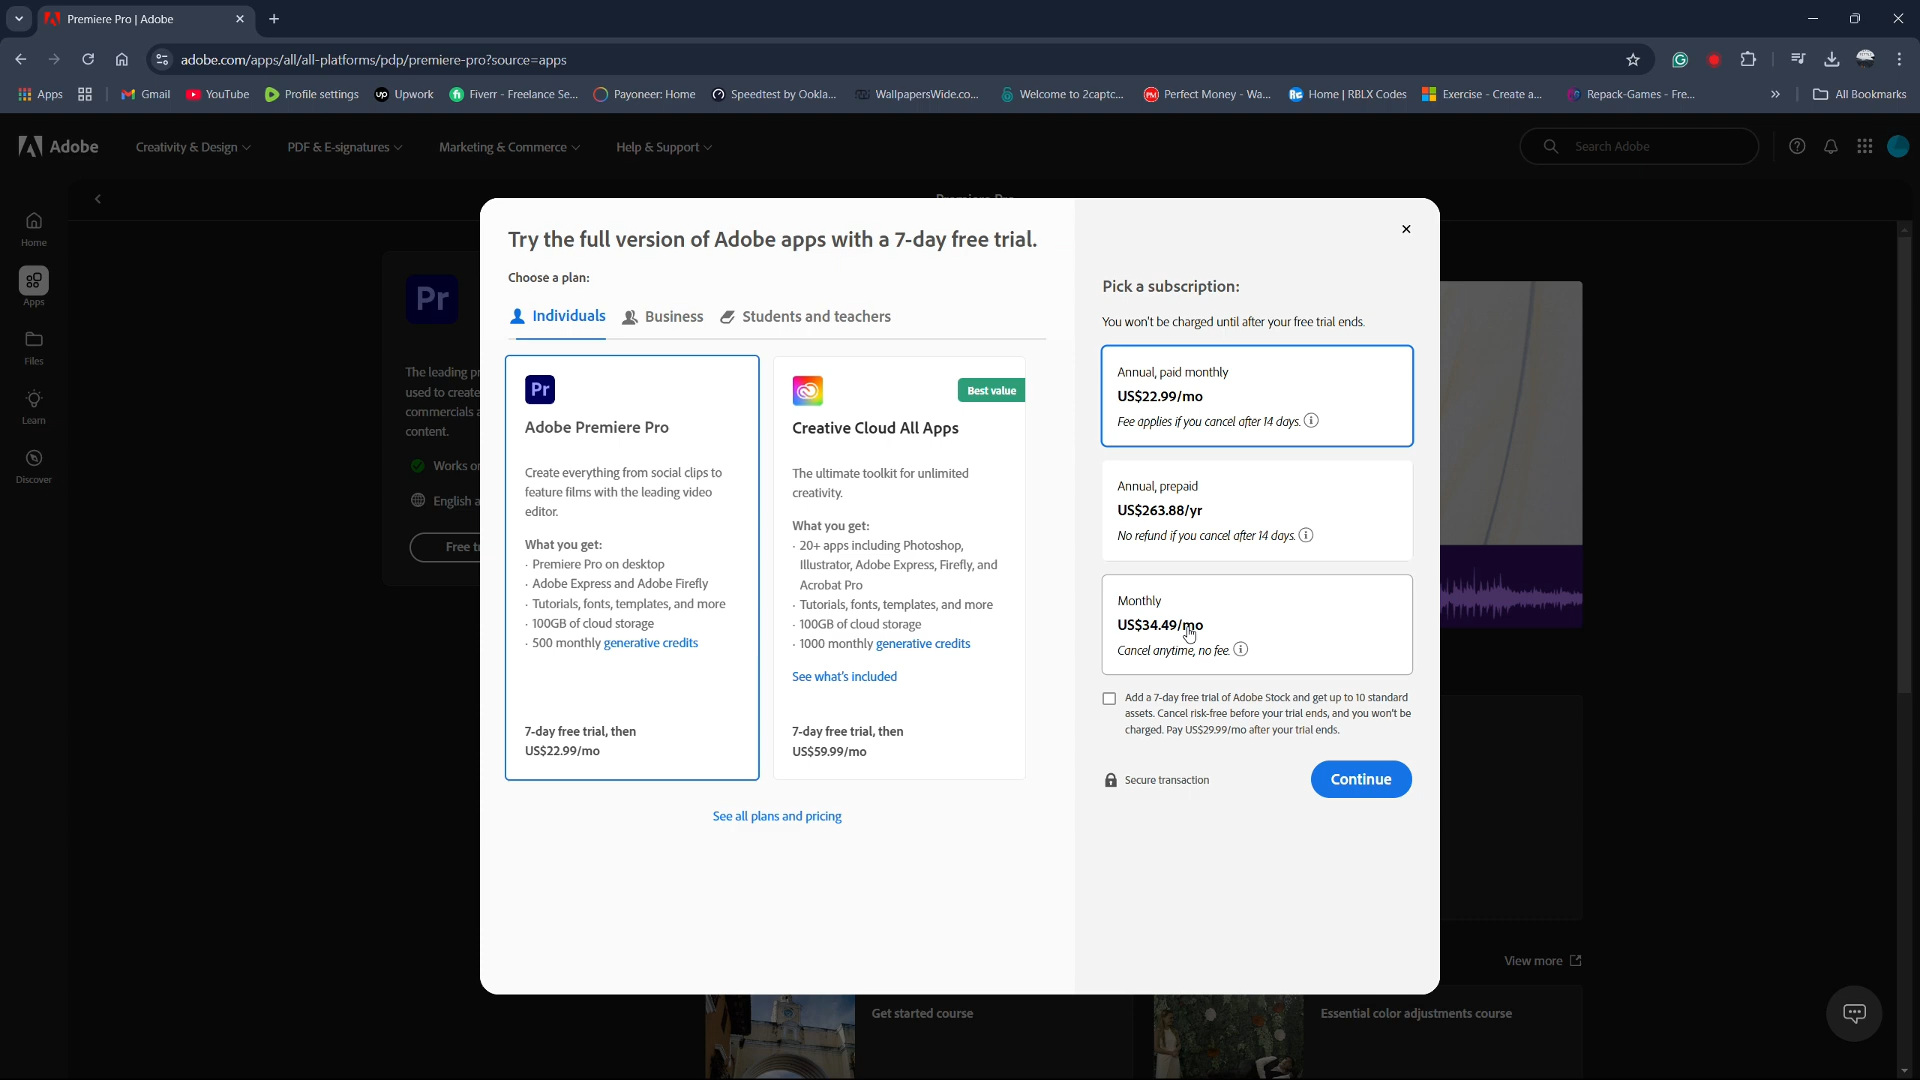 Premiere Pro | Adobe
adobe.com/apps/all/all-platforms/pdp/premiere-pro?source=apps
Apps
Gmail
YouTube
Profile settings
Upwork
Fiverr - Freelance Se...
Payoneer: Home
Speedtest by Ookla...
WallpapersWide.co...
Welcome to 2captc...
Perfect Money - Wa...
Home | RBLX Codes
Exercise - Create a...
Repack-Games - Fre...
All Bookmarks
Adobe
Creativity & Design
PDF & E-signatures
Marketing & Commerce
Help & Support
Search Adobe
Home
Apps
Files
Learn
Discover
Pr
The leading p
used to create
commercials a
content.
Works o
English a
Free t
Try the full version of Adobe apps with a 7-day free trial.
Choose a plan:
Individuals
Business
Students and teachers
Pr
Adobe Premiere Pro
Create everything from social clips to
feature films with the leading video
editor.
What you get:
· Premiere Pro on desktop
· Adobe Express and Adobe Firefly
· Tutorials, fonts, templates, and more
· 100GB of cloud storage
· 500 monthly generative credits
7-day free trial, then
US$22.99/mo
Best value
Creative Cloud All Apps
The ultimate toolkit for unlimited
creativity.
What you get:
· 20+ apps including Photoshop,
Illustrator, Adobe Express, Firefly, and
Acrobat Pro
· Tutorials, fonts, templates, and more
· 100GB of cloud storage
· 1000 monthly generative credits
See what's included
7-day free trial, then
US$59.99/mo
See all plans and pricing
Pick a subscription:
You won't be charged until after your free trial ends.
Annual, paid monthly
US$22.99/mo
Fee applies if you cancel after 14 days.
Annual, prepaid
US$263.88/yr
No refund if you cancel after 14 days.
Monthly
US$34.49/mo
Cancel anytime, no fee.
Add a 7-day free trial of Adobe Stock and get up to 10 standard
assets. Cancel risk-free before your trial ends, and you won't be
charged. Pay US$29.99/mo after your trial ends.
Secure transaction
Continue
View more
Get started course
Essential color adjustments course